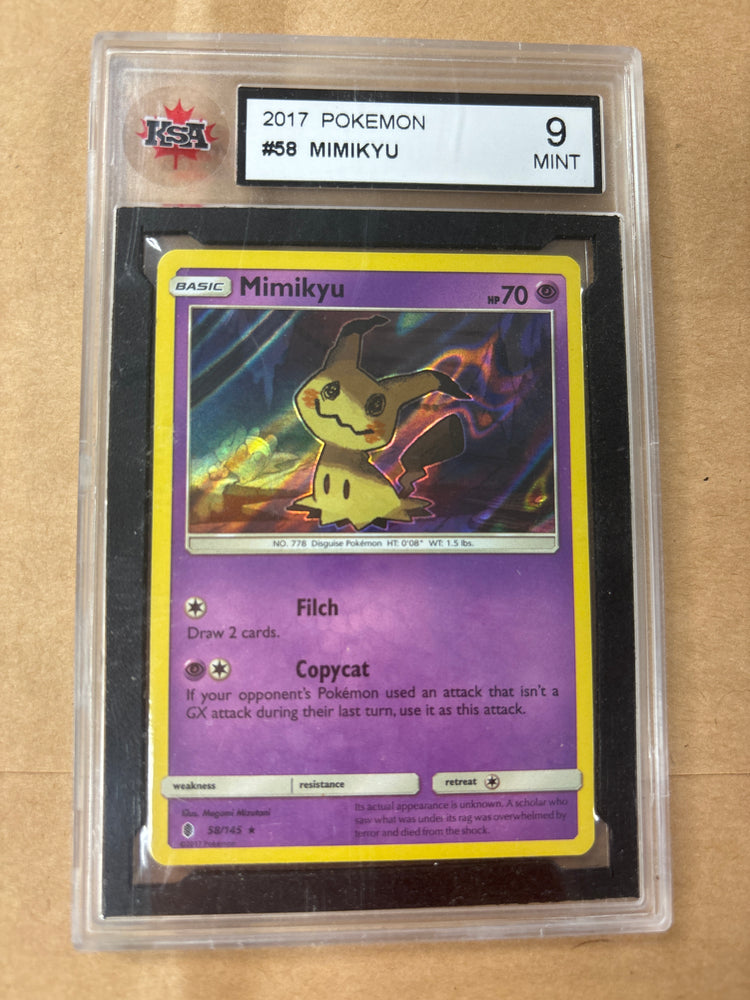 KSA
2017 POKEMON
#58 MIMIKYU
9
MINT
BASIC Mimikyu HP 70
NO. 778 Disguise Pokémon HT: 0'08" WT: 1.5 lbs.
Filch
Draw 2 cards.
Copycat
If your opponent's Pokémon used an attack that isn't a
GX attack during their last turn, use it as this attack.
weakness resistance retreat
Illus. Megumi Mizutani
58/145
©2017 Pokémon
Its actual appearance is unknown. A scholar who
saw what was under its rag was overwhelmed by
terror and died from the shock.